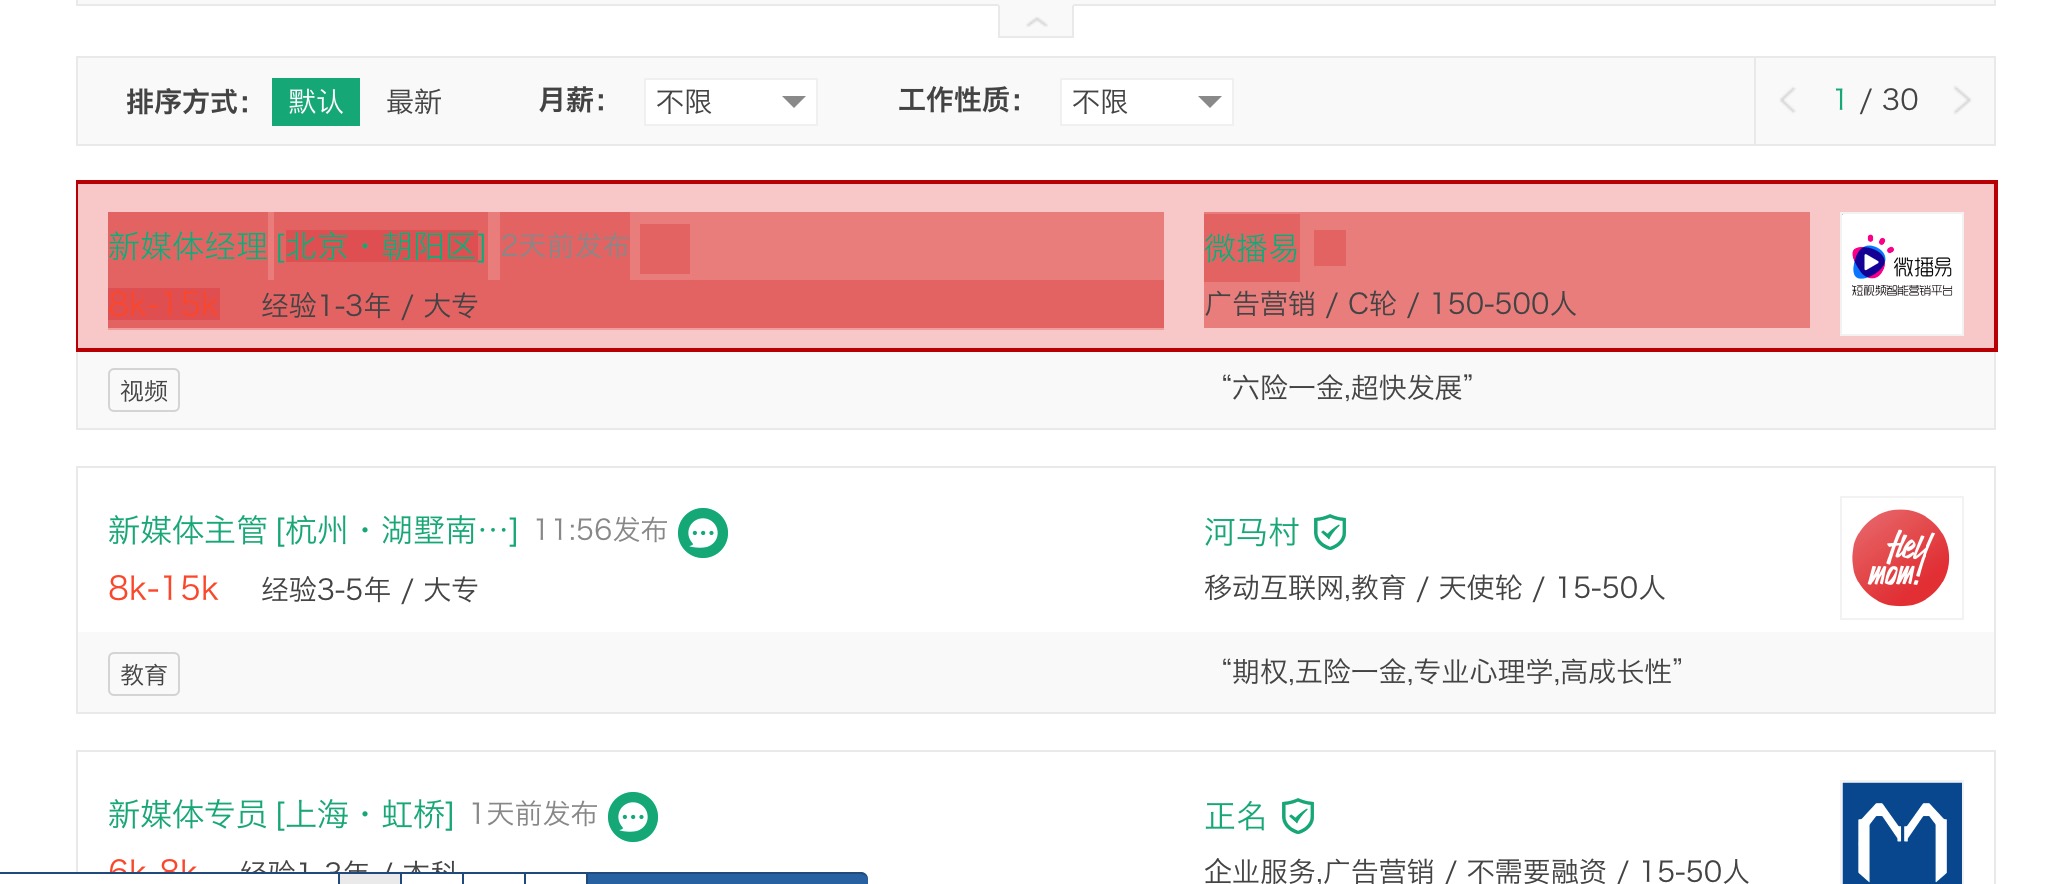 排序方式： 默认 最新 月薪： 不限 工作性质： 不限 1 / 30
新媒体经理 [北京・朝阳区] 2天前发布 微播易
8k-15k 经验1-3年 / 大专 广告营销 / C轮 / 150-500人
微播易
短视频智能营销平台
视频 “六险一金,超快发展”
新媒体主管 [杭州・湖墅南···] 11:56发布 河马村
8k-15k 经验3-5年 / 大专 移动互联网,教育 / 天使轮 / 15-50人
Hey
mom!
教育 “期权,五险一金,专业心理学,高成长性”
新媒体专员 [上海・虹桥] 1天前发布 正名
6k-8k 经验1-3年 / 本科 企业服务,广告营销 / 不需要融资 / 15-50人